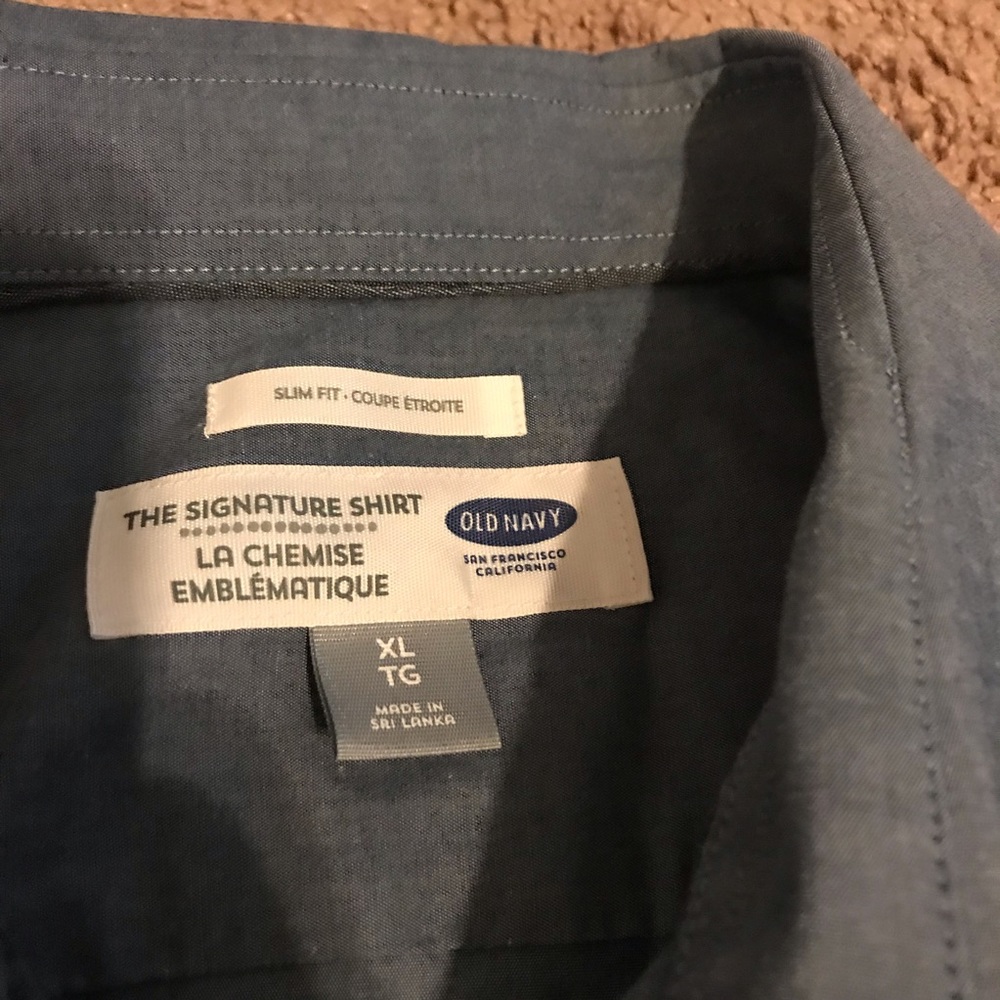 SLIM FIT · COUPE ÉTROITE
THE SIGNATURE SHIRT
LA CHEMISE
EMBLÉMATIQUE
OLD NAVY
SAN FRANCISCO
CALIFORNIA
XL
TG
MADE IN
SRI LANKA